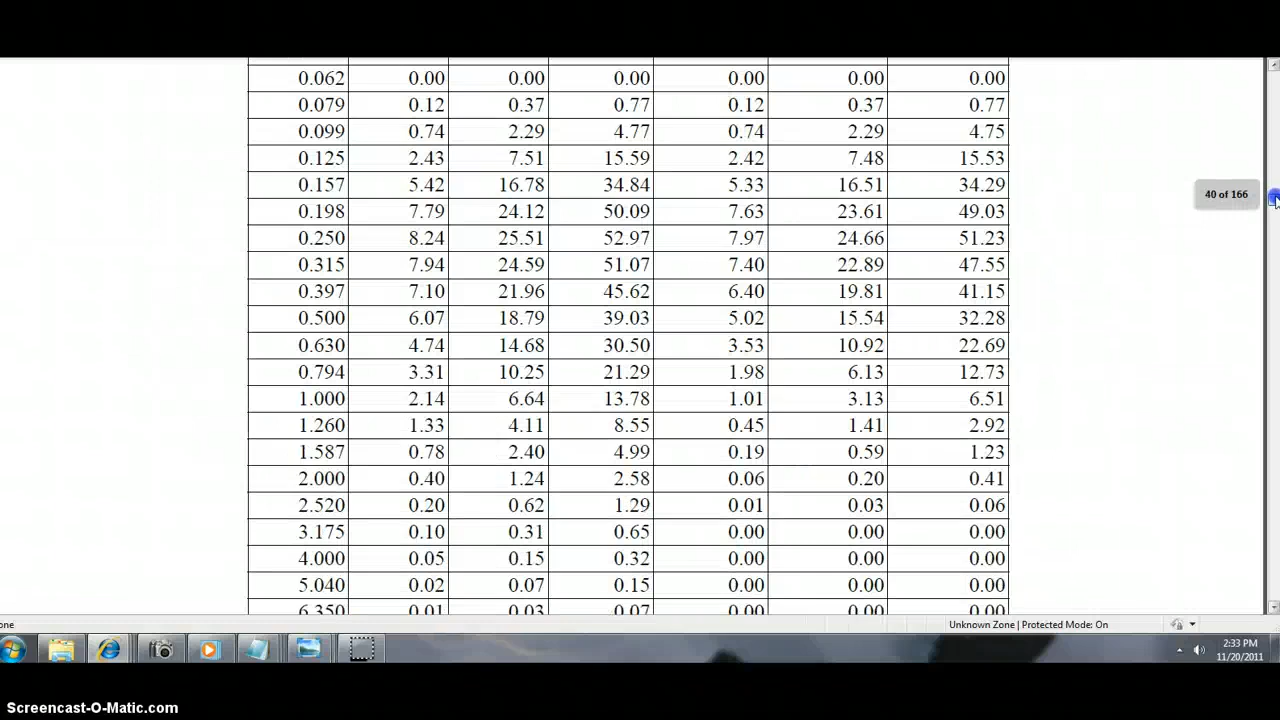 0.062 0.00 0.00 0.00 0.00 0.00 0.00
0.079 0.12 0.37 0.77 0.12 0.37 0.77
0.099 0.74 2.29 4.77 0.74 2.29 4.75
0.125 2.43 7.51 15.59 2.42 7.48 15.53
0.157 5.42 16.78 34.84 5.33 16.51 34.29
0.198 7.79 24.12 50.09 7.63 23.61 49.03
0.250 8.24 25.51 52.97 7.97 24.66 51.23
0.315 7.94 24.59 51.07 7.40 22.89 47.55
0.397 7.10 21.96 45.62 6.40 19.81 41.15
0.500 6.07 18.79 39.03 5.02 15.54 32.28
0.630 4.74 14.68 30.50 3.53 10.92 22.69
0.794 3.31 10.25 21.29 1.98 6.13 12.73
1.000 2.14 6.64 13.78 1.01 3.13 6.51
1.260 1.33 4.11 8.55 0.45 1.41 2.92
1.587 0.78 2.40 4.99 0.19 0.59 1.23
2.000 0.40 1.24 2.58 0.06 0.20 0.41
2.520 0.20 0.62 1.29 0.01 0.03 0.06
3.175 0.10 0.31 0.65 0.00 0.00 0.00
4.000 0.05 0.15 0.32 0.00 0.00 0.00
5.040 0.02 0.07 0.15 0.00 0.00 0.00
6.350 0.01 0.03 0.07 0.00 0.00 0.00
40 of 166
one
Unknown Zone | Protected Mode: On
2:33 PM
11/20/2011
Screencast-O-Matic.com